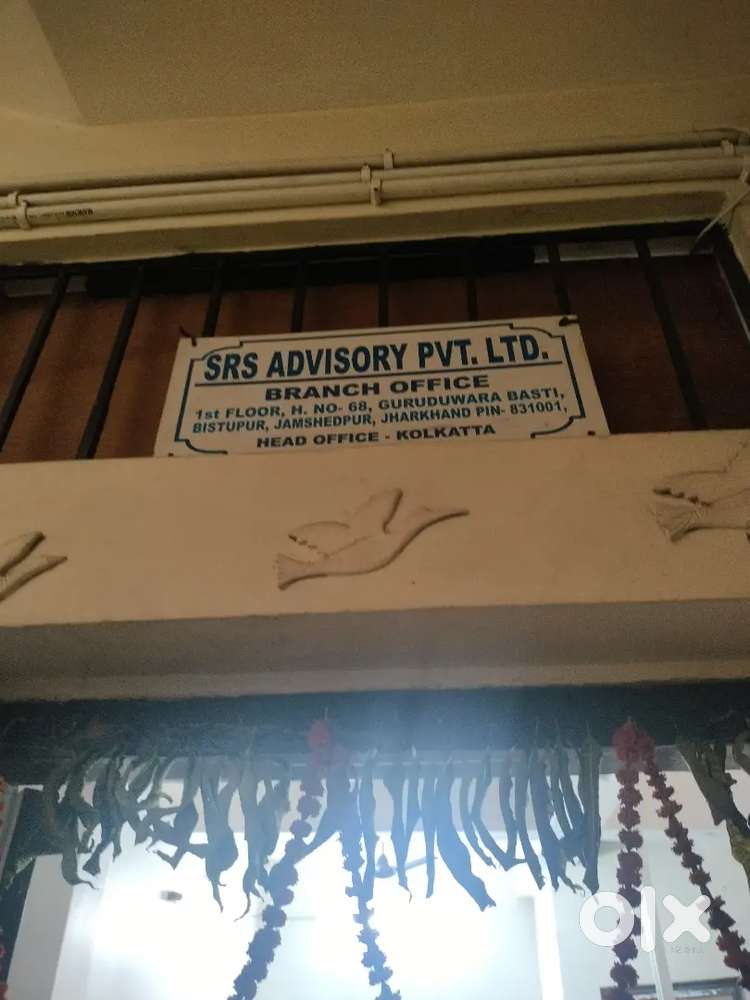 SRS ADVISORY PVT. LTD.
BRANCH OFFICE
1st FLOOR, H. NO- 68, GURUDUWARA BASTI,
BISTUPUR, JAMSHEDPUR, JHARKHAND PIN- 831001,
HEAD OFFICE - KOLKATTA
olx